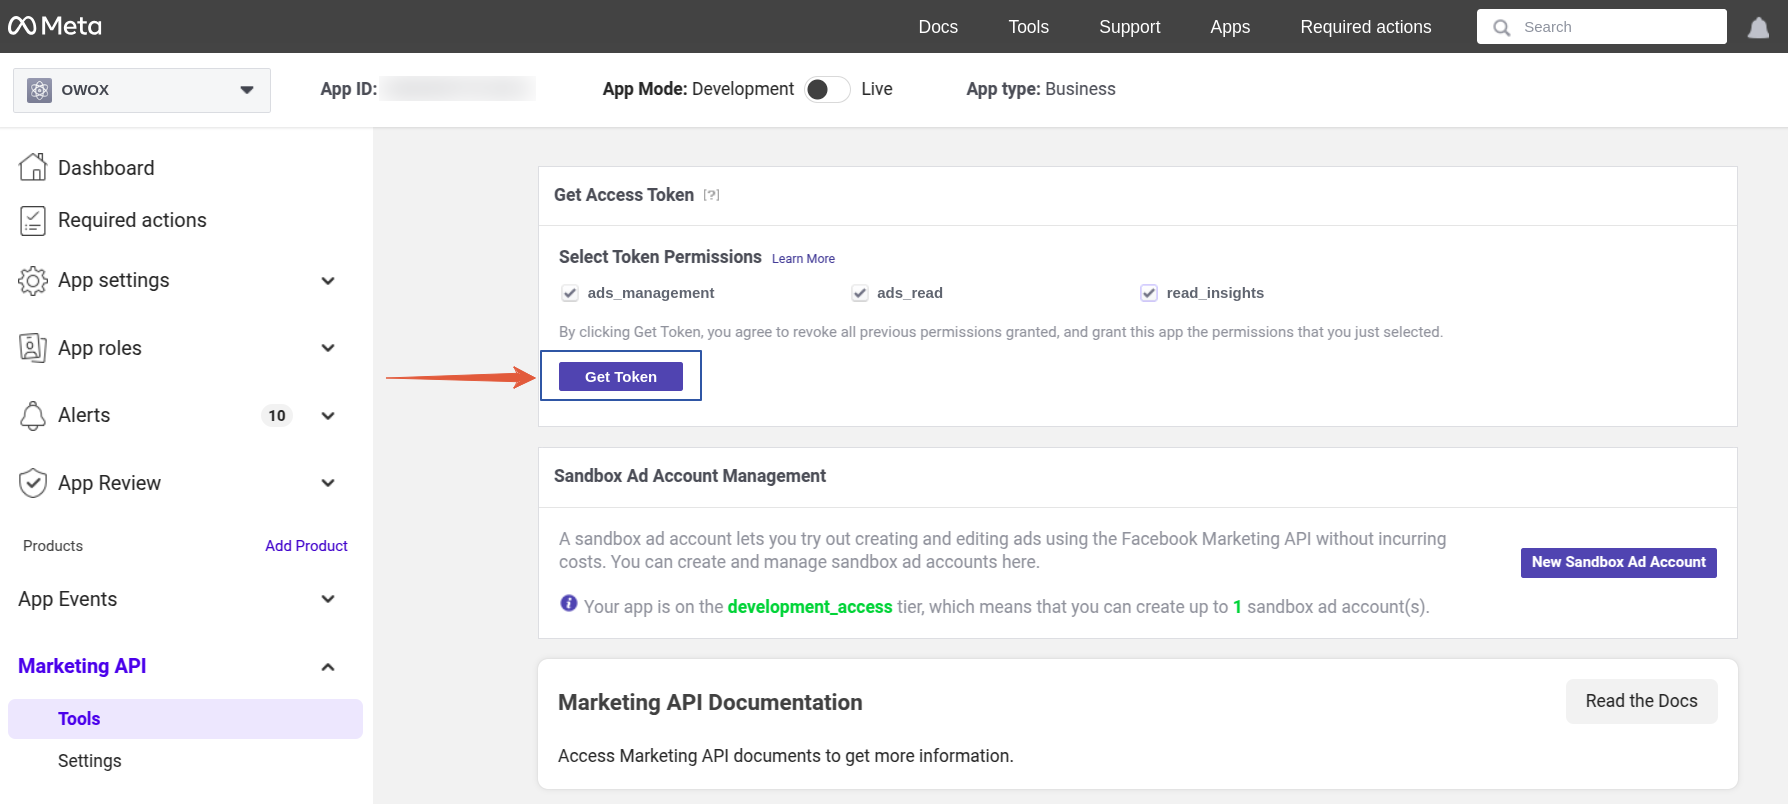 Meta
Docs
Tools
Support
Apps
Required actions
Search
owox
App ID:
App Mode: Development
Live
App type: Business
Dashboard
Required actions
App settings
App roles
Alerts
10
App Review
Products
Add Product
App Events
Marketing API
Tools
Settings
Get Access Token [?]
Select Token Permissions Learn More
ads_management
ads_read
read_insights
By clicking Get Token, you agree to revoke all previous permissions granted, and grant this app the permissions that you just selected.
Get Token
Sandbox Ad Account Management
A sandbox ad account lets you try out creating and editing ads using the Facebook Marketing API without incurring
costs. You can create and manage sandbox ad accounts here.
New Sandbox Ad Account
Your app is on the development_access tier, which means that you can create up to 1 sandbox ad account(s).
Marketing API Documentation
Read the Docs
Access Marketing API documents to get more information.